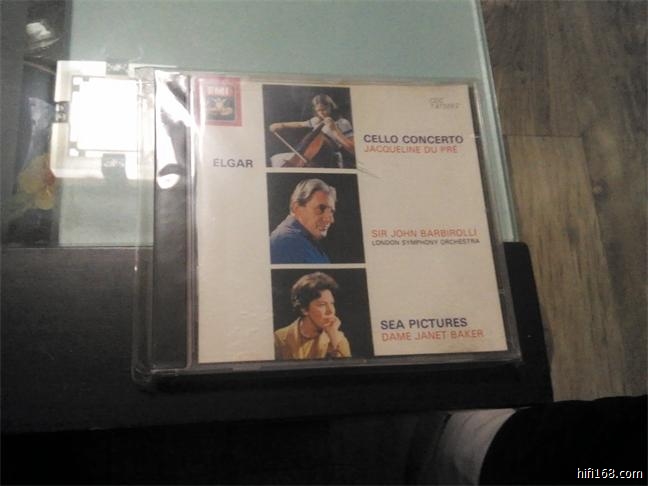 EMI
CDC
ELGAR
CELLO CONCERTO
JACQUELINE DU PRÉ
SIR JOHN BARBIROLLI
LONDON SYMPHONY ORCHESTRA
SEA PICTURES
DAME JANET BAKER
hifi168.com